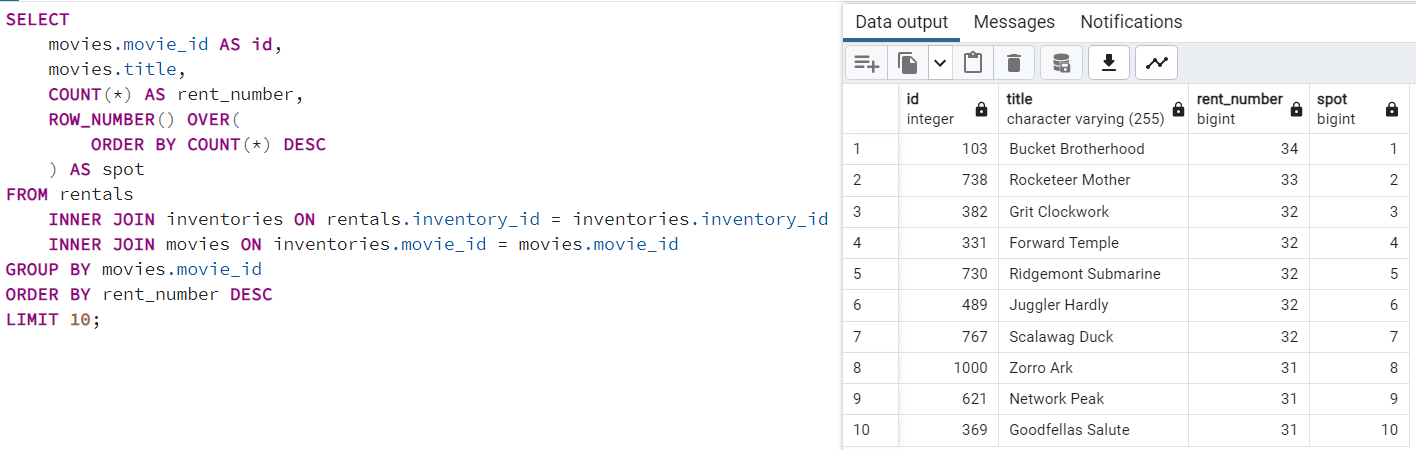 SELECT
movies.movie_id AS id,
movies.title,
COUNT(*) AS rent_number,
ROW_NUMBER() OVER(
ORDER BY COUNT(*) DESC
) AS spot
FROM rentals
INNER JOIN inventories ON rentals.inventory_id = inventories.inventory_id
INNER JOIN movies ON inventories.movie_id = movies.movie_id
GROUP BY movies.movie_id
ORDER BY rent_number DESC
LIMIT 10;
Data output Messages Notifications
id title rent_number spot
integer character varying (255) bigint bigint
1 103 Bucket Brotherhood 34 1
2 738 Rocketeer Mother 33 2
3 382 Grit Clockwork 32 3
4 331 Forward Temple 32 4
5 730 Ridgemont Submarine 32 5
6 489 Juggler Hardly 32 6
7 767 Scalawag Duck 32 7
8 1000 Zorro Ark 31 8
9 621 Network Peak 31 9
10 369 Goodfellas Salute 31 10